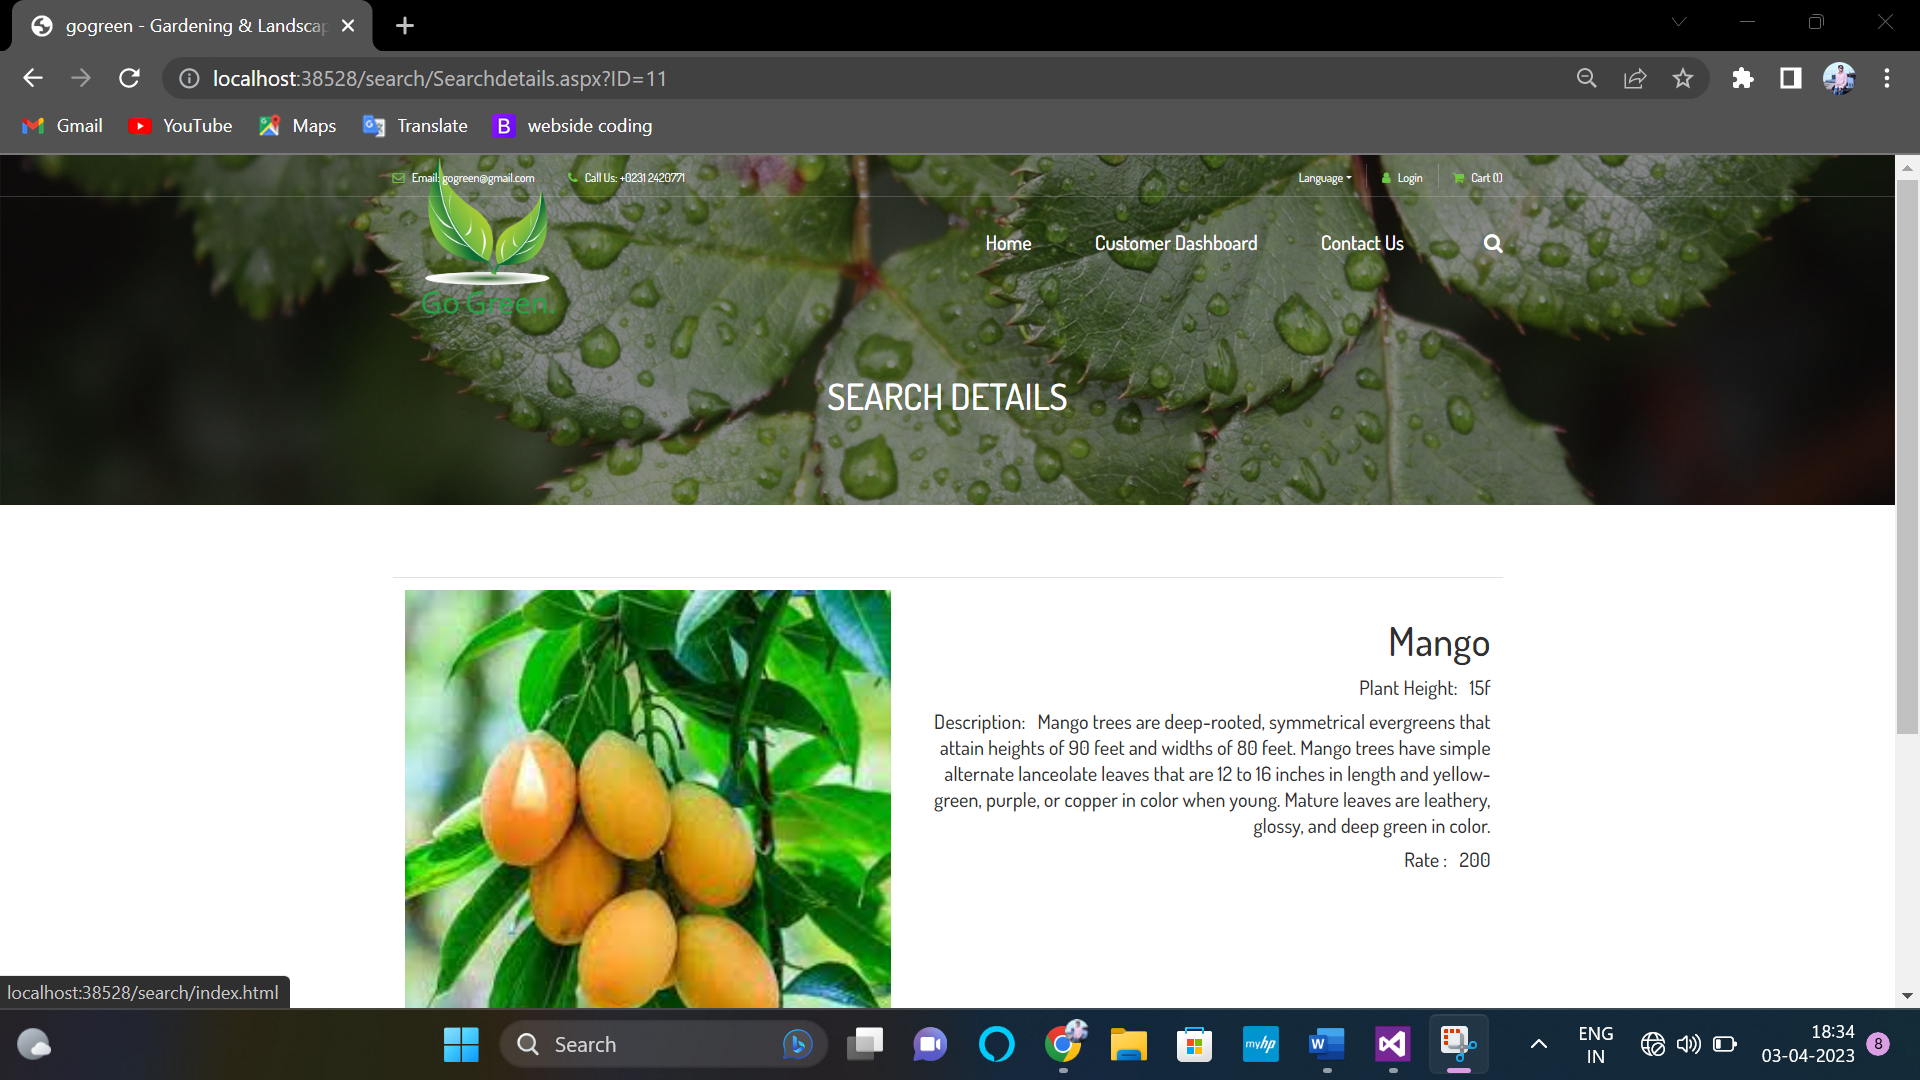 gogreen - Gardening & Landscap
localhost:38528/search/Searchdetails.aspx?ID=11
Gmail
YouTube
Maps
Translate
B
webside coding
Email: gogreen@gmail.com
Call Us: +0231 2420771
Language
Login
Cart (1)
Go Green.
Home
Customer Dashboard
Contact Us
SEARCH DETAILS
Mango
Plant Height: 15f
Description: Mango trees are deep-rooted, symmetrical evergreens that
attain heights of 90 feet and widths of 80 feet. Mango trees have simple
alternate lanceolate leaves that are 12 to 16 inches in length and yellow-
green, purple, or copper in color when young. Mature leaves are leathery,
glossy, and deep green in color.
Rate : 200
localhost:38528/search/index.html
Search
myhp
W
ENG
IN
18:34
03-04-2023
8